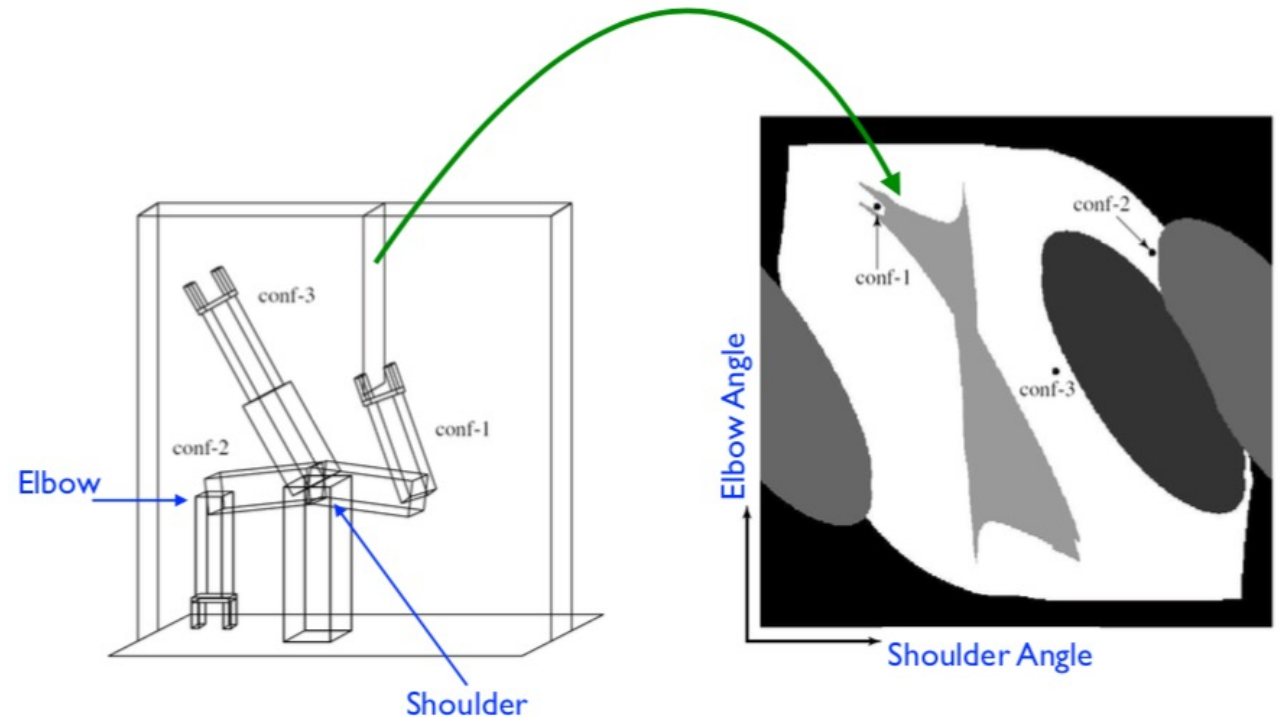 conf-3
conf-1
conf-2
Elbow
Shoulder
conf-2
conf-1
conf-3
Elbow Angle
Shoulder Angle